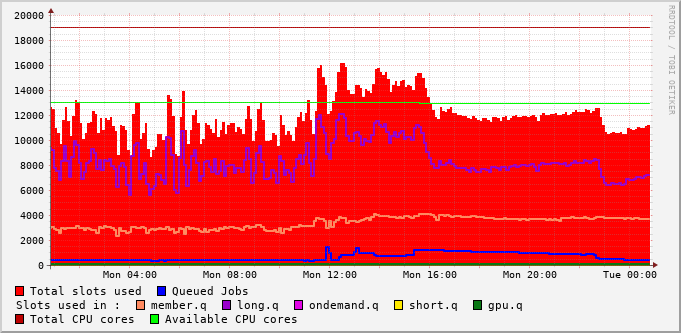 20000
18000
16000
14000
12000
10000
8000
6000
4000
2000
0
Mon 04:00 Mon 08:00 Mon 12:00 Mon 16:00 Mon 20:00 Tue 00:00
RRDTOOL / TOBI OETIKER
Total slots used Queued Jobs
Slots used in : member.q long.q ondemand.q short.q gpu.q
Total CPU cores Available CPU cores